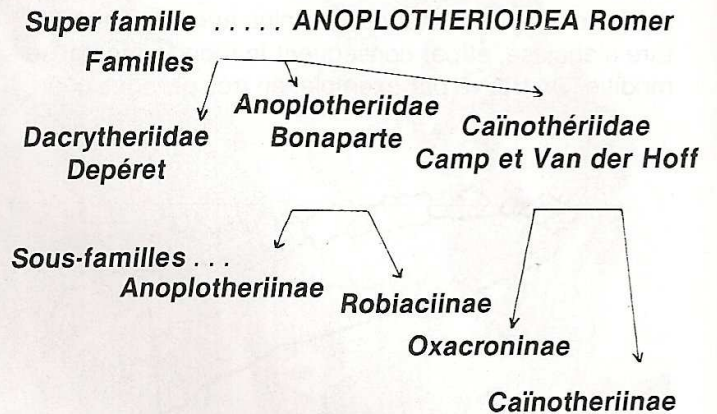 Super famille ..... ANOPLOTHERIOIDEA Romer
Familles
Dacrytheriidae
Depéret
Anoplotheriidae
Bonaparte
Caïnothériidae
Camp et Van der Hoff
Sous-familles ...
Anoplotheriinae
Robiaciinae
Oxacroninae
Caïnotheriinae